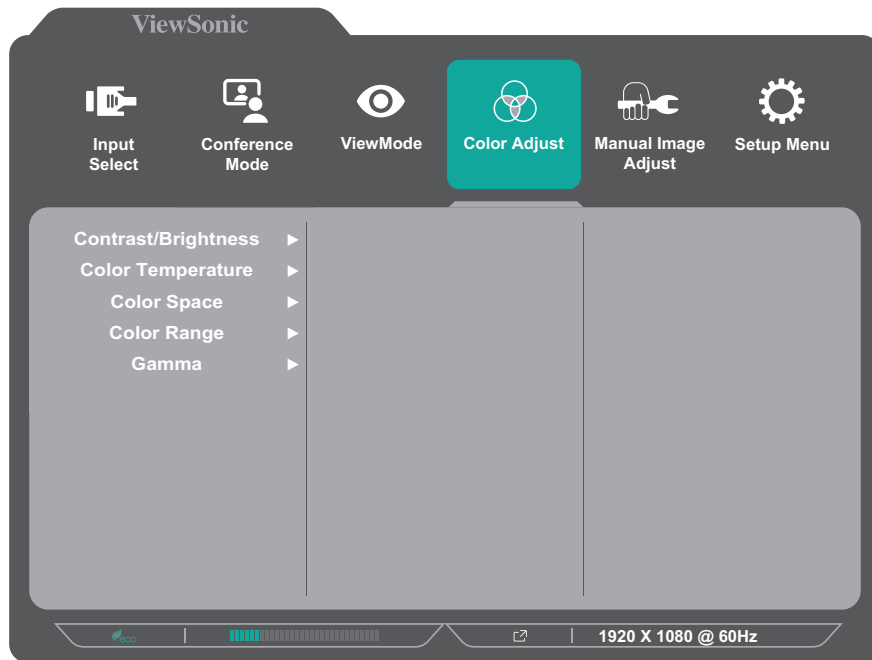 ViewSonic
Input
Select
Conference
Mode
ViewMode
Color Adjust
Manual Image
Adjust
Setup Menu
Contrast/Brightness
Color Temperature
Color Space
Color Range
Gamma
eco
1920 X 1080 @ 60Hz